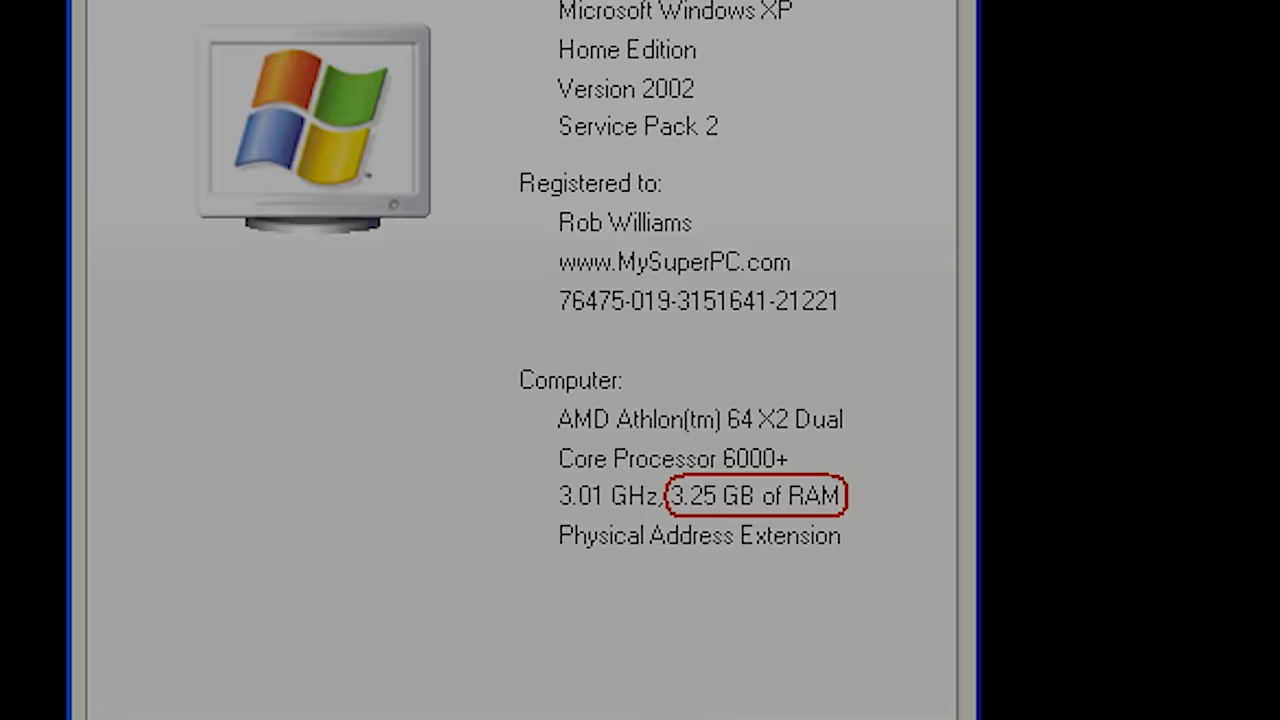 Microsoft Windows XP
Home Edition
Version 2002
Service Pack 2
Registered to:
Rob Williams
www.MySuperPC.com
76475-019-3151641-21221
Computer:
AMD Athlon(tm) 64 X2 Dual
Core Processor 6000+
3.01 GHz, 3.25 GB of RAM
Physical Address Extension